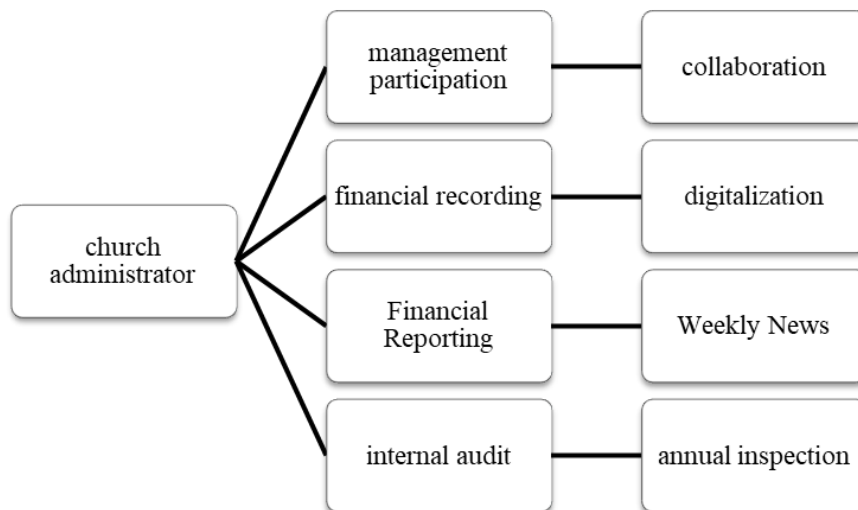 management
participation
collaboration
financial recording
digitalization
church
administrator
Financial
Reporting
Weekly News
internal audit
annual inspection